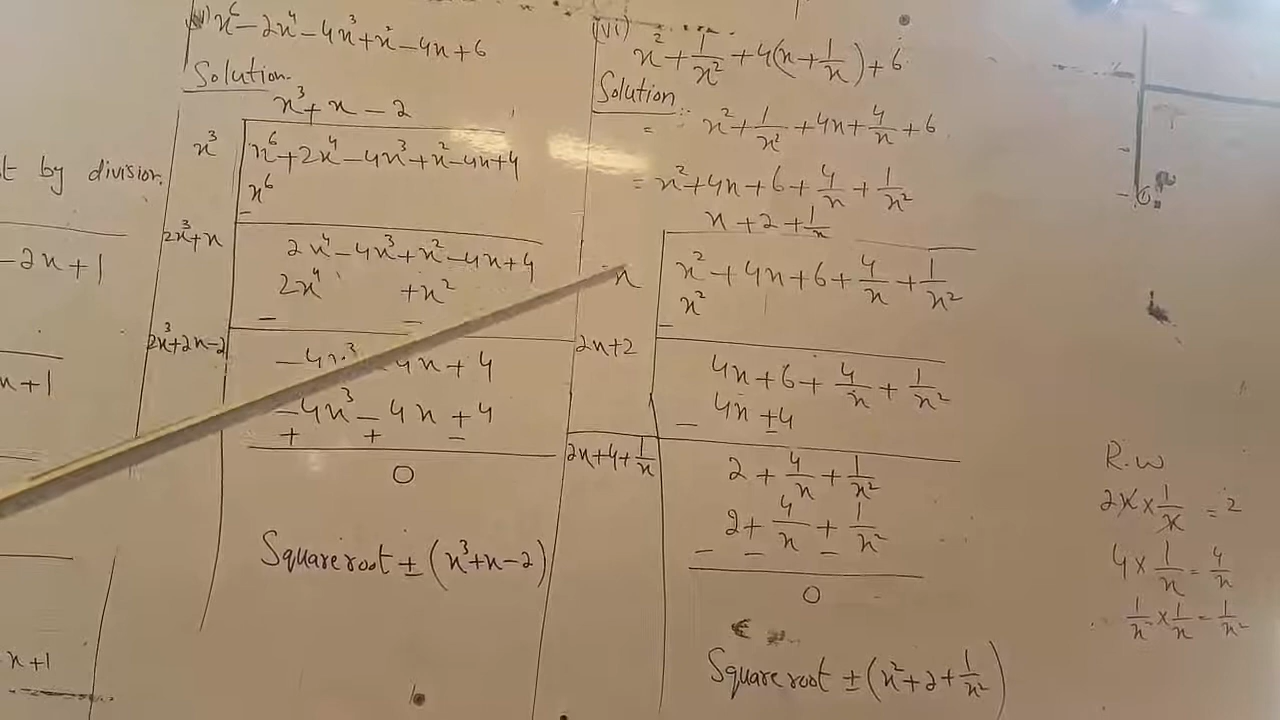 t by division.
-2x+1
x+1
x+1
(v) x⁶-2x⁴-4x³+x²-4x+6
Solution.
x³+x-2
x³ x⁶+2x⁴-4x³+x²-4x+4
x⁶
-
2x³+x 2x⁴-4x³+x²-4x+4
2x⁴ +x²
- -
2x³+2x-2 -4x³ 4x+4
-4x³-4x+4
+ + -
0
Square root ±(x³+x-2)
(vi) x²+1/x²+4(x+1/x)+6
Solution:
= x²+1/x²+4x+4/x+6
= x²+4x+6+4/x+1/x²
x+2+1/x
x x²+4x+6+4/x+1/x²
x²
-
2x+2 4x+6+4/x+1/x²
4x+4
- -
2x+4+1/x 2+4/x+1/x²
2+4/x+1/x²
- - -
0
Square root ±(x²+2+1/x²)
R.W
2x×1/x=2
4×1/x=4/x
1/x×1/x=1/x²